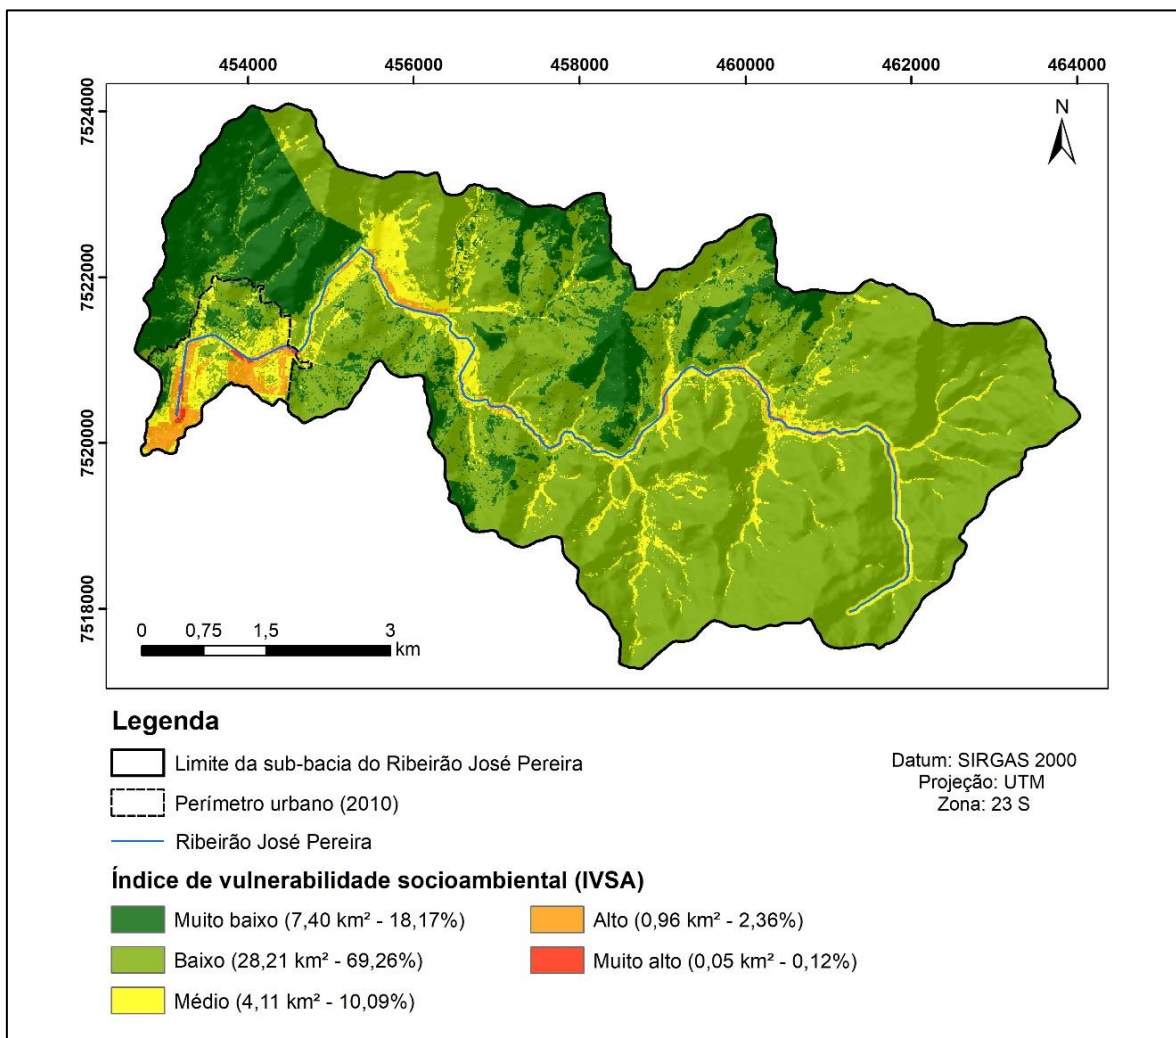 454000 456000 458000 460000 462000 464000
7524000
7522000
7520000
7518000
N
0 0,75 1,5 3
km
Legenda
Limite da sub-bacia do Ribeirão José Pereira
Perímetro urbano (2010)
Ribeirão José Pereira
Datum: SIRGAS 2000
Projeção: UTM
Zona: 23 S
Índice de vulnerabilidade socioambiental (IVSA)
Muito baixo (7,40 km² - 18,17%)
Baixo (28,21 km² - 69,26%)
Médio (4,11 km² - 10,09%)
Alto (0,96 km² - 2,36%)
Muito alto (0,05 km² - 0,12%)